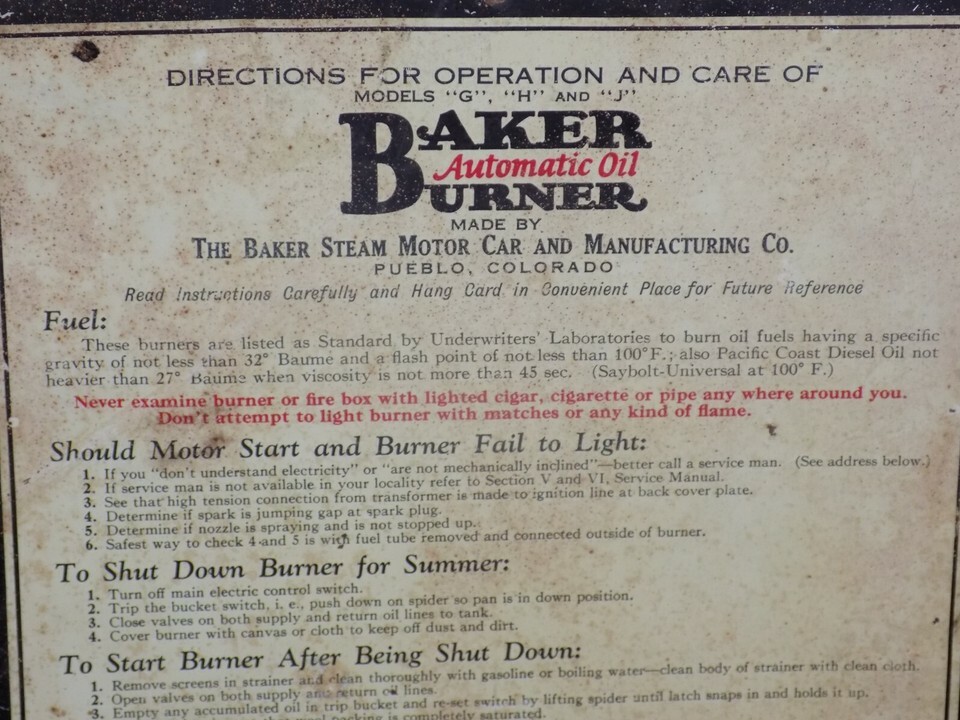 DIRECTIONS FOR OPERATION AND CARE OF
MODELS "G", "H" AND "J"
BAKER
Automatic Oil
BURNER
MADE BY
THE BAKER STEAM MOTOR CAR AND MANUFACTURING CO.
PUEBLO, COLORADO
Read Instructions Carefully and Hang Card in Convenient Place for Future Reference
Fuel:
These burners are listed as Standard by Underwriters' Laboratories to burn oil fuels having a specific
gravity of not less than 32° Baume and a flash point of not less than 100°F.; also Pacific Coast Diesel Oil not
heavier than 27° Baume when viscosity is not more than 45 sec. (Saybolt-Universal at 100° F.)
Never examine burner or fire box with lighted cigar, cigarette or pipe any where around you.
Don't attempt to light burner with matches or any kind of flame.
Should Motor Start and Burner Fail to Light:
1. If you "don't understand electricity" or "are not mechanically inclined"—better call a service man. (See address below.)
2. If service man is not available in your locality refer to Section V and VI, Service Manual.
3. See that high tension connection from transformer is made to ignition line at back cover plate.
4. Determine if spark is jumping gap at spark plug.
5. Determine if nozzle is spraying and is not stopped up.
6. Safest way to check 4 and 5 is with fuel tube removed and connected outside of burner.
To Shut Down Burner for Summer:
1. Turn off main electric control switch.
2. Trip the bucket switch, i. e., push down on spider so pan is in down position.
3. Close valves on both supply and return oil lines to tank.
4. Cover burner with canvas or cloth to keep off dust and dirt.
To Start Burner After Being Shut Down:
1. Remove screens in strainer and clean thoroughly with gasoline or boiling water—clean body of strainer with clean cloth.
2. Open valves on both supply and return oil lines.
3. Empty any accumulated oil in trip bucket and re-set switch by lifting spider until latch snaps in and holds it up.
packing is completely saturated.